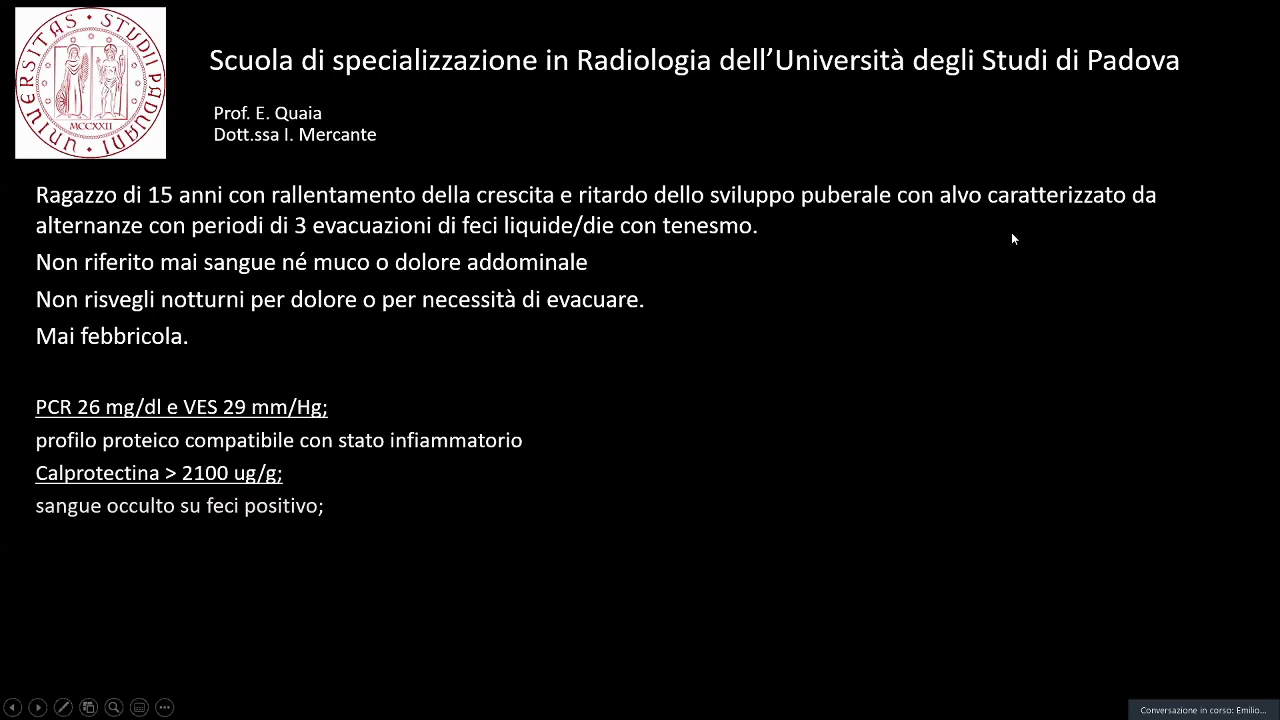 UNIVERSITAS STUDII PADUANI
MCCXXII
Scuola di specializzazione in Radiologia dell’Università degli Studi di Padova
Prof. E. Quaia
Dott.ssa I. Mercante
Ragazzo di 15 anni con rallentamento della crescita e ritardo dello sviluppo puberale con alvo caratterizzato da
alternanze con periodi di 3 evacuazioni di feci liquide/die con tenesmo.
Non riferito mai sangue né muco o dolore addominale
Non risvegli notturni per dolore o per necessità di evacuare.
Mai febbricola.
PCR 26 mg/dl e VES 29 mm/Hg;
profilo proteico compatibile con stato infiammatorio
Calprotectina > 2100 ug/g;
sangue occulto su feci positivo;
Conversazione in corso: Emilio...